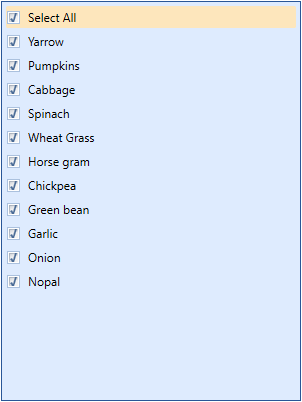 Select All
Yarrow
Pumpkins
Cabbage
Spinach
Wheat Grass
Horse gram
Chickpea
Green bean
Garlic
Onion
Nopal